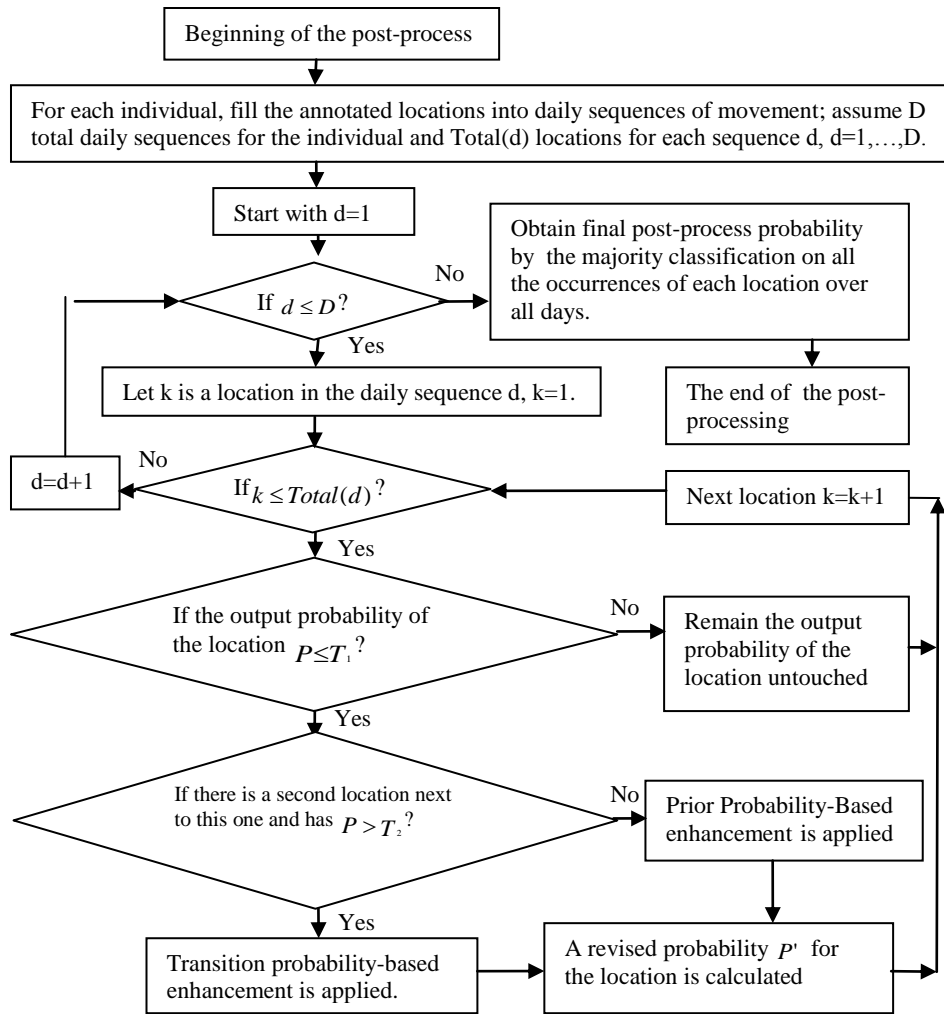 Beginning of the post-process
For each individual, fill the annotated locations into daily sequences of movement; assume D
total daily sequences for the individual and Total(d) locations for each sequence d, d=1,…,D.
Start with d=1
Obtain final post-process probability
by the majority classification on all
the occurrences of each location over
all days.
No
If d ≤ D ?
Yes
Let k is a location in the daily sequence d, k=1.
The end of the post-
processing
No
d=d+1
If k ≤ Total(d) ?
Next location k=k+1
Yes
If the output probability of
the location P≤T₁ ?
No
Remain the output
probability of the
location untouched
Yes
If there is a second location next
to this one and has P > T₂ ?
No
Prior Probability-Based
enhancement is applied
Yes
Transition probability-based
enhancement is applied.
A revised probability P' for
the location is calculated